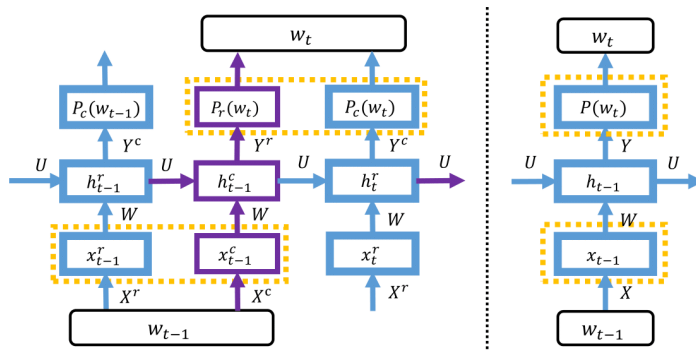 w_t w_t
P_c(w_{t-1}) P_r(w_t) P_c(w_t) P(w_t)
Y^c Y^r Y^c Y
U U U U U U
h^r_{t-1} h^c_{t-1} h^r_t h_{t-1}
W W W W
x^r_{t-1} x^c_{t-1} x^r_t x_{t-1}
X^r X^c X^r X
w_{t-1} w_{t-1}